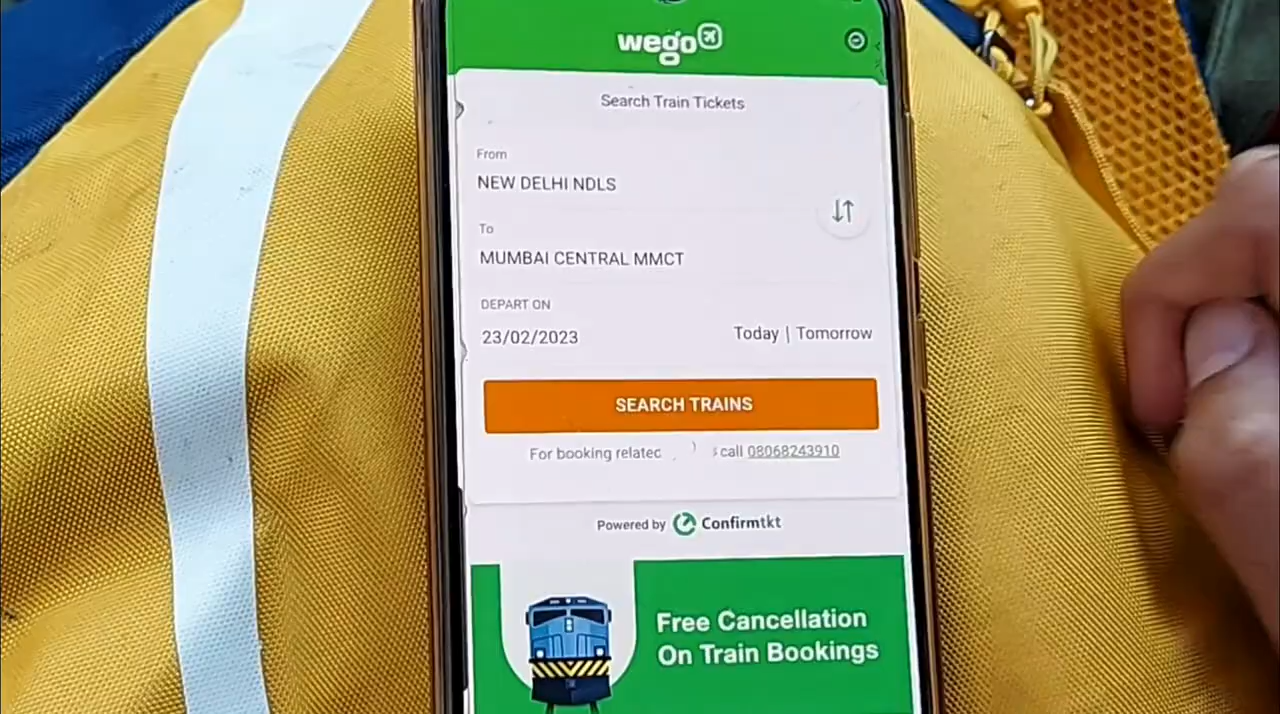 wego
Search Train Tickets
From
NEW DELHI NDLS
To
MUMBAI CENTRAL MMCT
DEPART ON
23/02/2023 Today | Tomorrow
SEARCH TRAINS
For booking call 08068243910
Powered by Confirmtkt
Free Cancellation
On Train Bookings